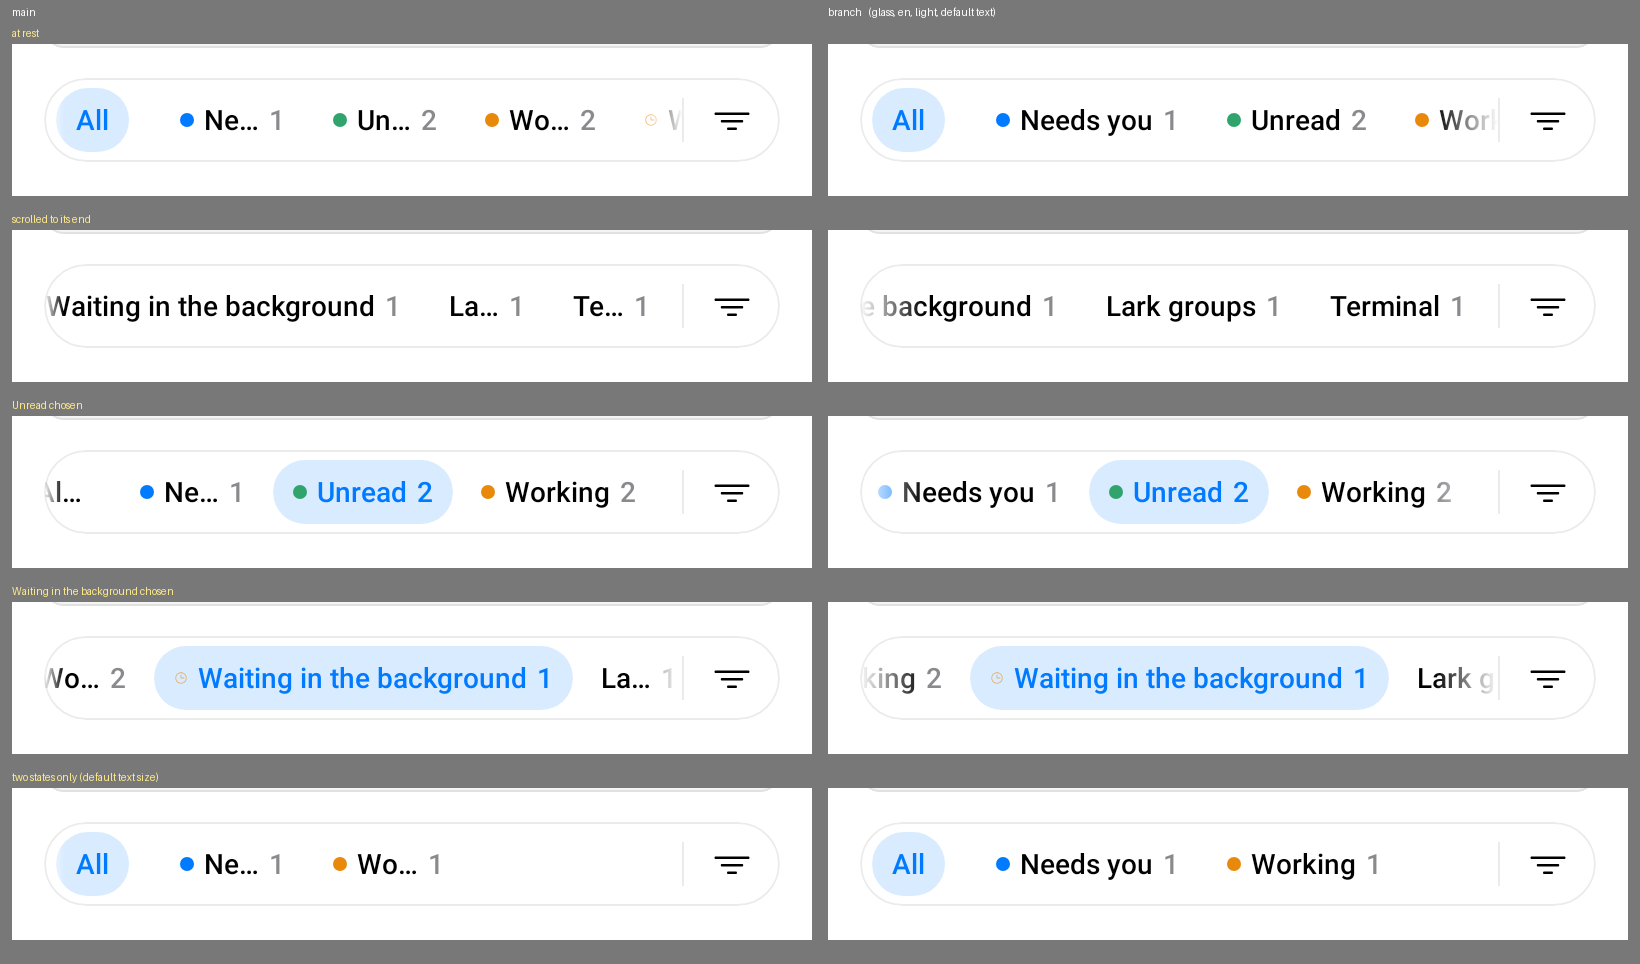 main
branch (glass, en, light, default text)
at rest
All Ne... 1 Un... 2 Wo... 2 W
All Needs you 1 Unread 2 Work
scrolled to its end
Waiting in the background 1 La... 1 Te... 1
e background 1 Lark groups 1 Terminal 1
Unread chosen
Al... Ne... 1 Unread 2 Working 2
Needs you 1 Unread 2 Working 2
Waiting in the background chosen
Wo... 2 Waiting in the background 1 La... 1
king 2 Waiting in the background 1 Lark g
two states only (default text size)
All Ne... 1 Wo... 1
All Needs you 1 Working 1